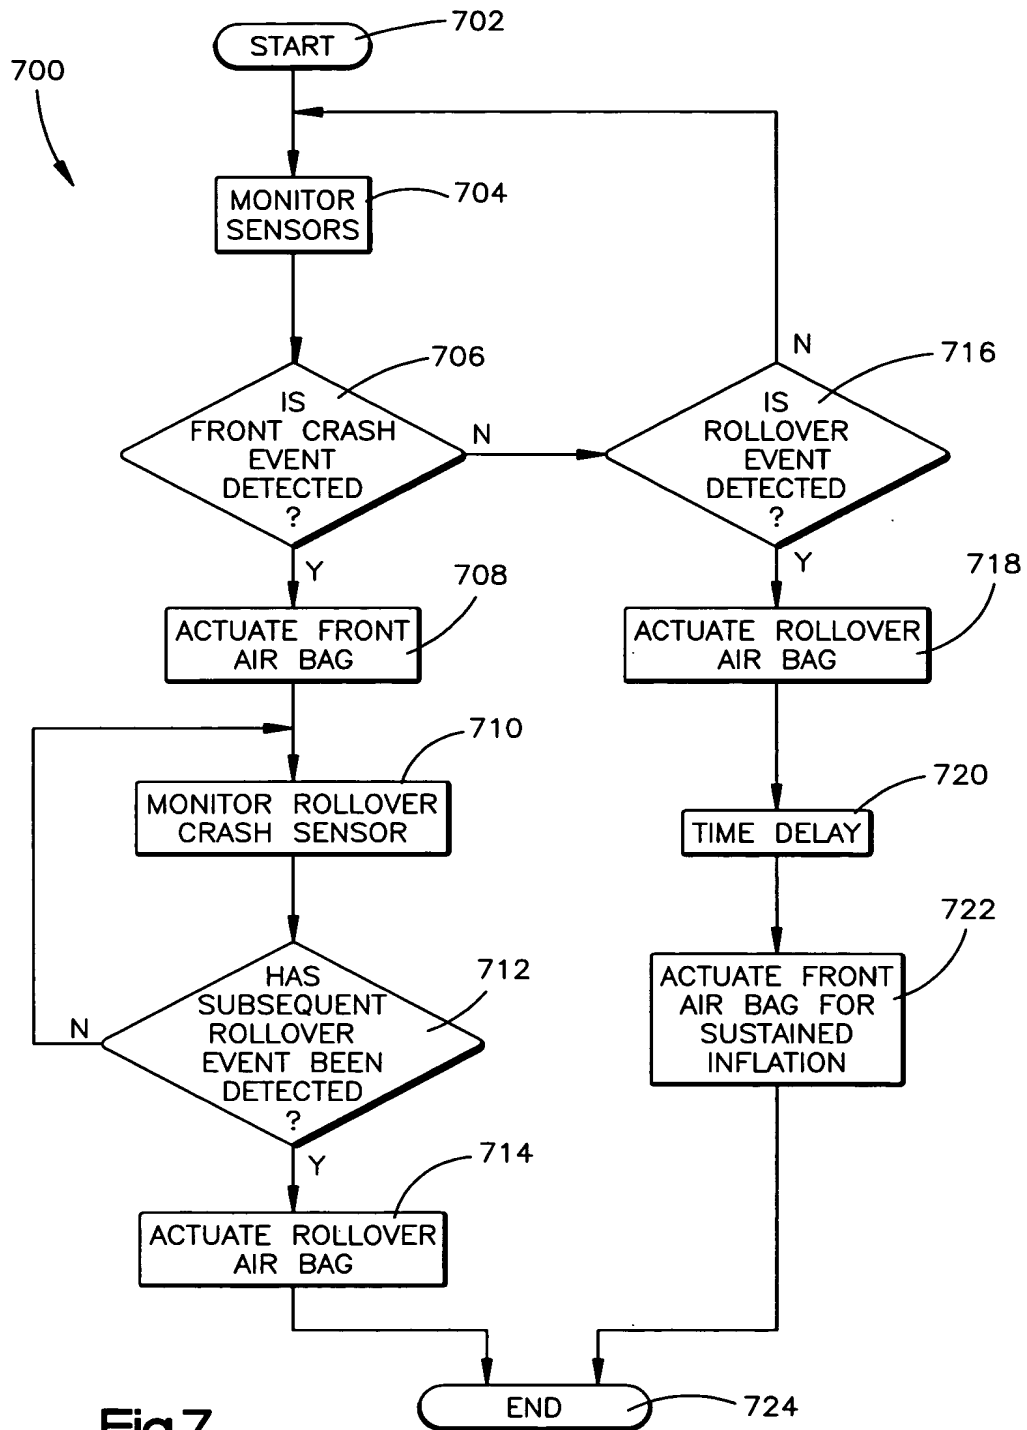 700
START
702
MONITOR
SENSORS
704
IS
FRONT CRASH
EVENT
DETECTED
?
706
N
Y
IS
ROLLOVER
EVENT
DETECTED
?
716
N
Y
ACTUATE FRONT
AIR BAG
708
ACTUATE ROLLOVER
AIR BAG
718
MONITOR ROLLOVER
CRASH SENSOR
710
TIME DELAY
720
HAS
SUBSEQUENT
ROLLOVER
EVENT BEEN
DETECTED
?
712
N
Y
ACTUATE FRONT
AIR BAG FOR
SUSTAINED
INFLATION
722
ACTUATE ROLLOVER
AIR BAG
714
END
724
Fig.7